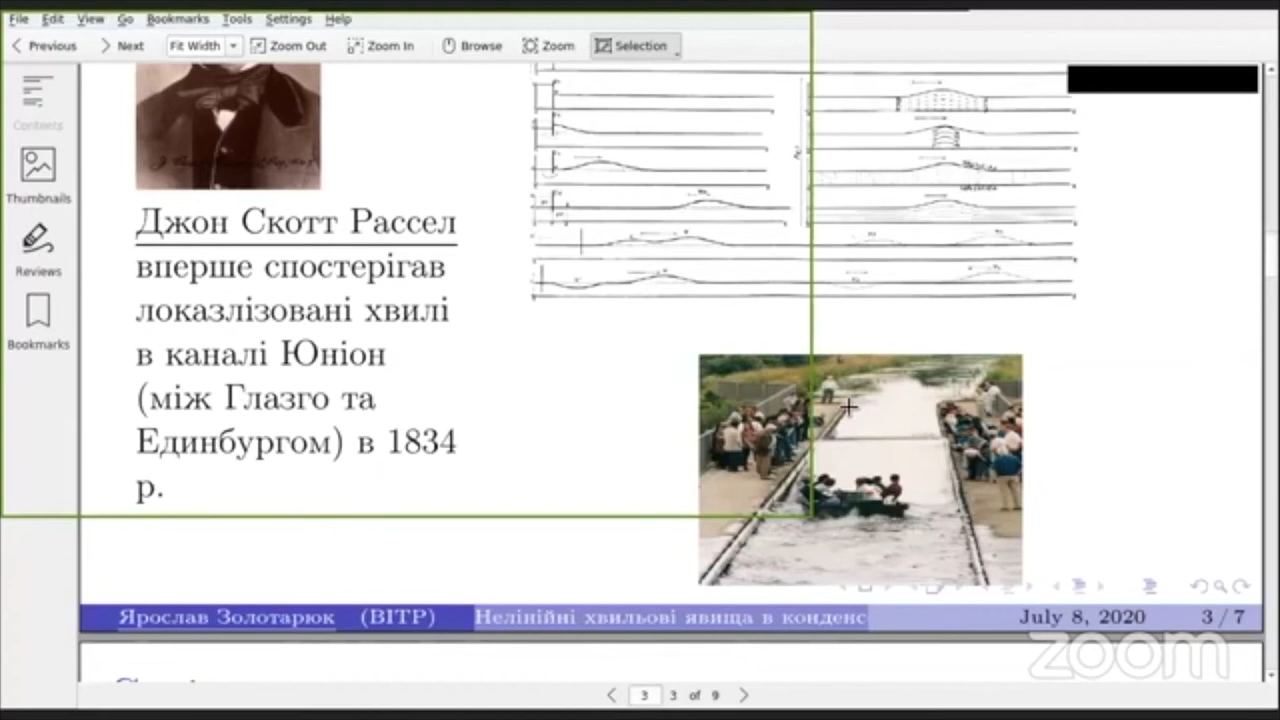 File Edit View Go Bookmarks Tools Settings Help
Previous Next Fit Width Zoom Out Zoom In Browse Zoom Selection
Contents
Thumbnails
Reviews
Bookmarks
Джон Скотт Рассел
вперше спостерігав
локазлізовані хвилі
в каналі Юніон
(між Глазго та
Единбургом) в 1834
р.
Ярослав Золотарюк (ВІТР) Нелінійні хвильові явища в конденс July 8, 2020 3 / 7
zoom
3 3 of 9